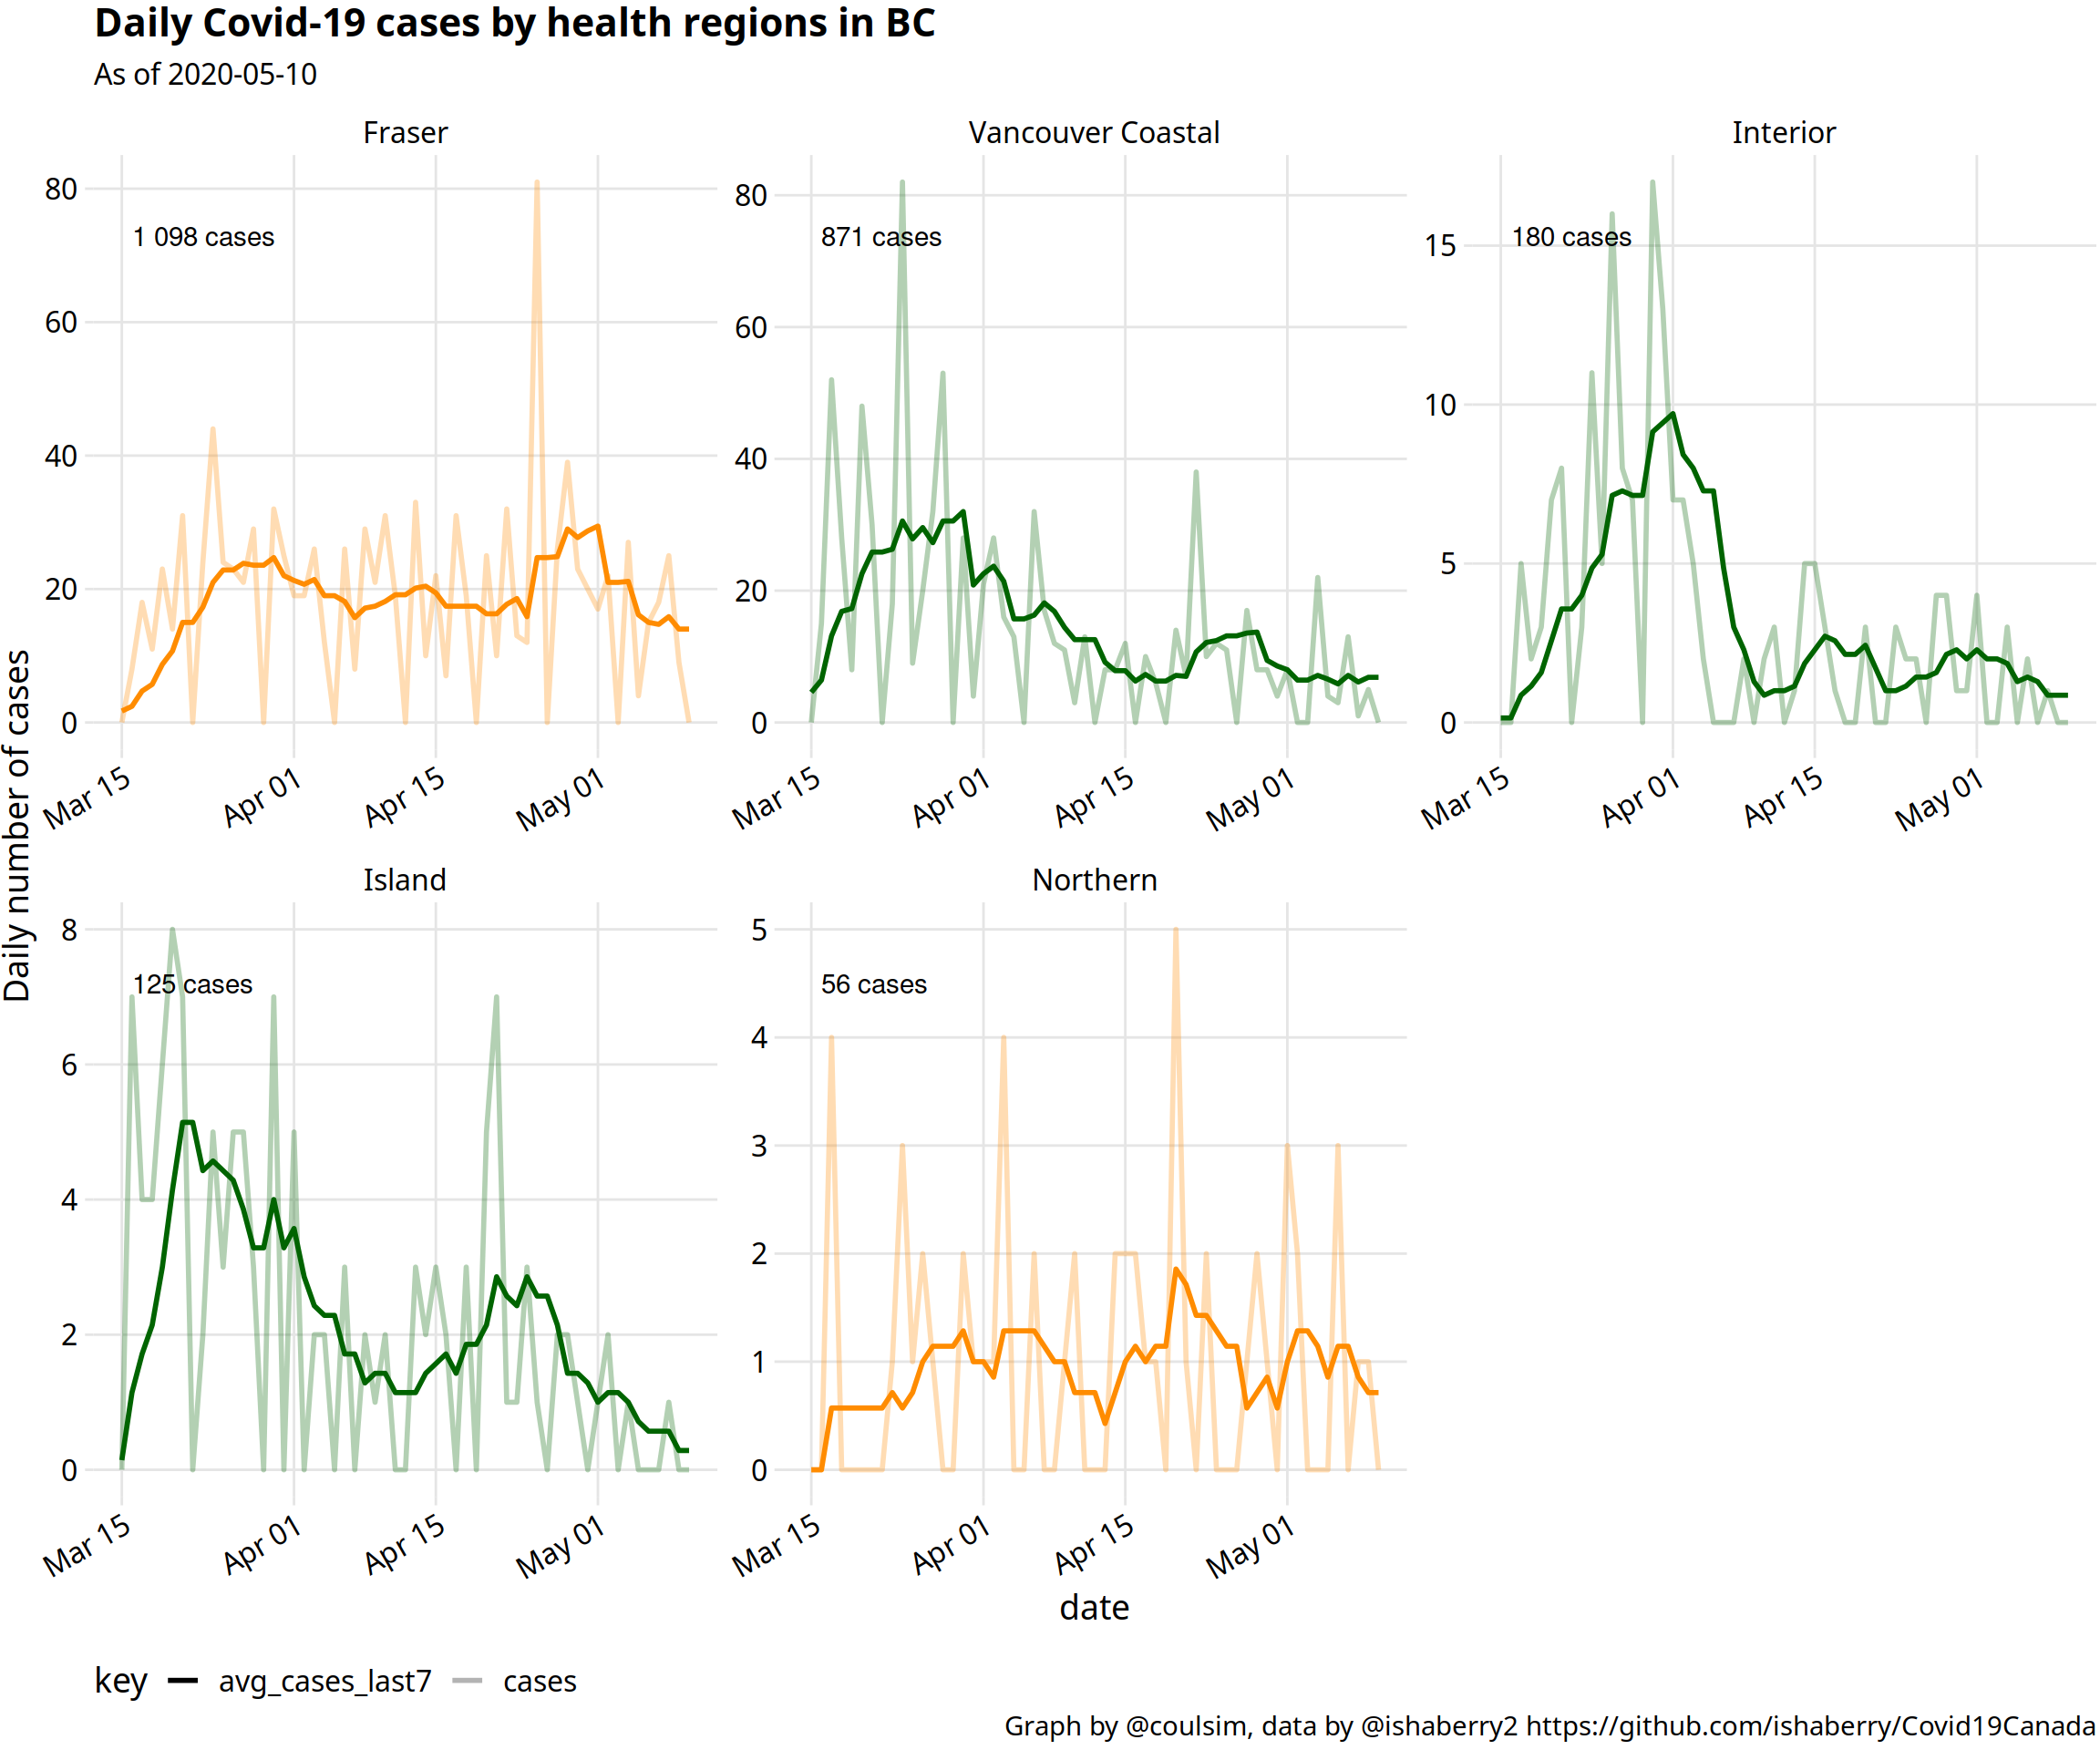 Daily Covid-19 cases by health regions in BC
As of 2020-05-10
Fraser
Vancouver Coastal
Interior
80
60
40
20
0
1 098 cases
Mar 15
Apr 01
Apr 15
May 01
80
60
40
20
0
871 cases
Mar 15
Apr 01
Apr 15
May 01
15
10
5
0
180 cases
Mar 15
Apr 01
Apr 15
May 01
Daily number of cases
Island
Northern
8
6
4
2
0
125 cases
Mar 15
Apr 01
Apr 15
May 01
5
4
3
2
1
0
56 cases
Mar 15
Apr 01
Apr 15
May 01
date
key avg_cases_last7 cases
Graph by @coulsim, data by @ishaberry2 https://github.com/ishaberry/Covid19Canada